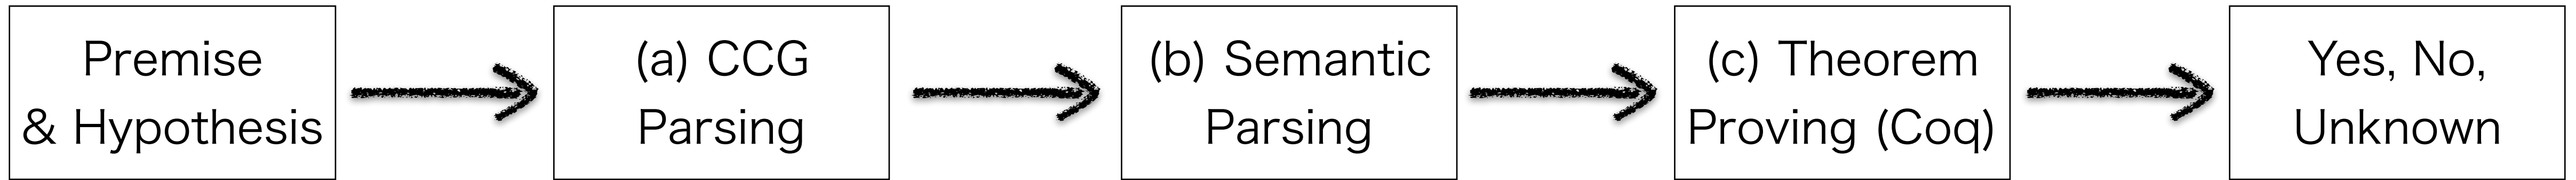 Premise
& Hypothesis
(a) CCG
Parsing
(b) Semantic
Parsing
(c) Theorem
Proving (Coq)
Yes, No,
Unknown